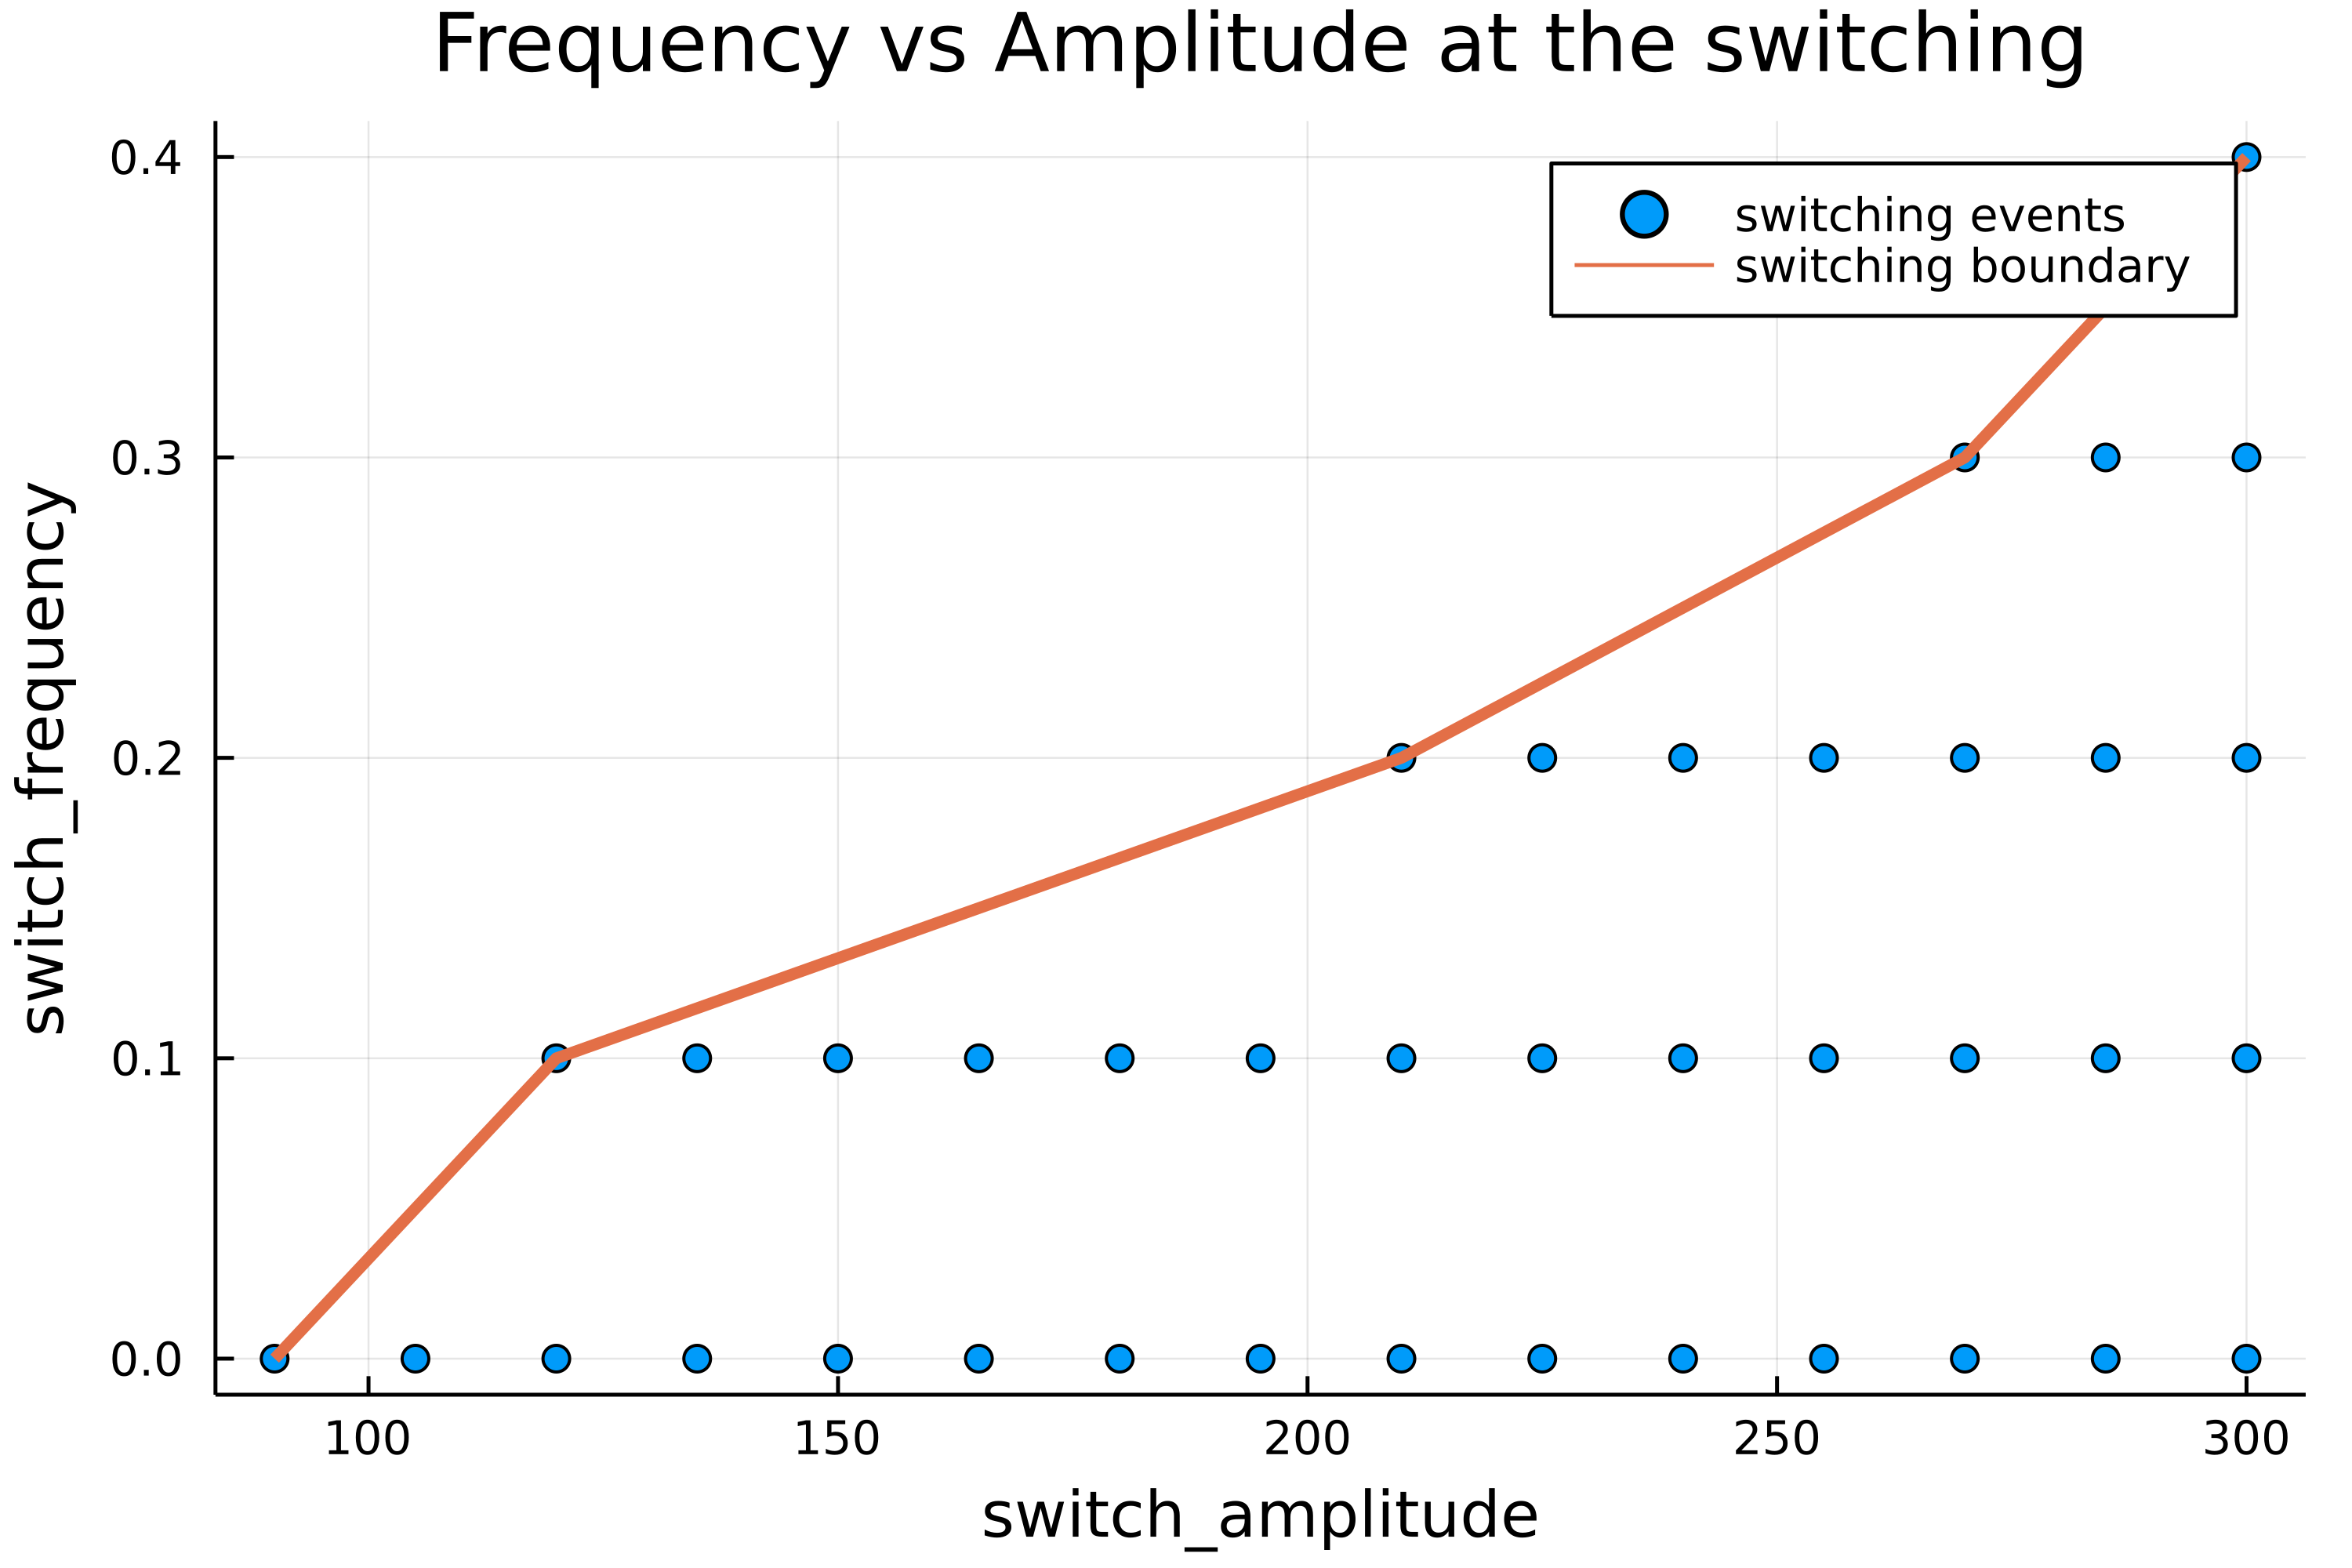 Frequency vs Amplitude at the switching
switching events
switching boundary
switch_frequency
0.4
0.3
0.2
0.1
0.0
100 150 200 250 300
switch_amplitude